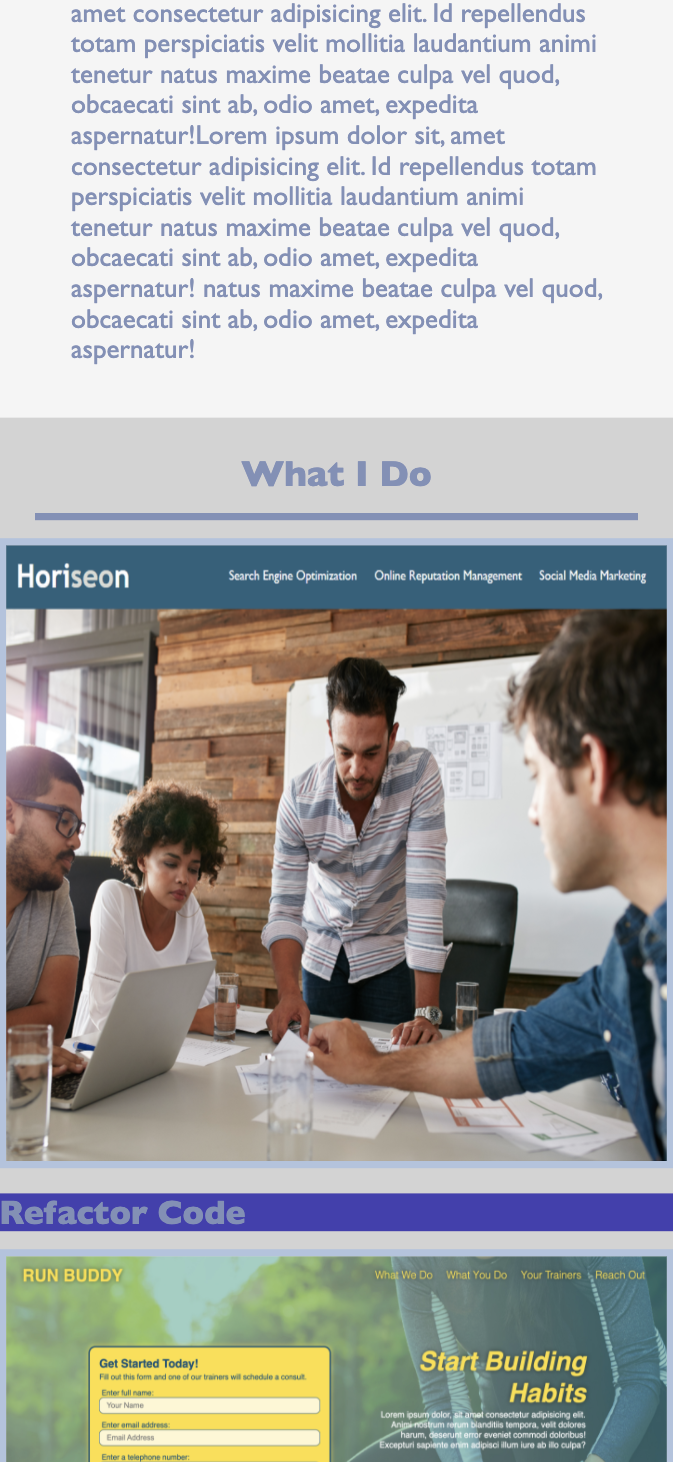 amet consectetur adipisicing elit. Id repellendus
totam perspiciatis velit mollitia laudantium animi
tenetur natus maxime beatae culpa vel quod,
obcaecati sint ab, odio amet, expedita
aspernatur!Lorem ipsum dolor sit, amet
consectetur adipisicing elit. Id repellendus totam
perspiciatis velit mollitia laudantium animi
tenetur natus maxime beatae culpa vel quod,
obcaecati sint ab, odio amet, expedita
aspernatur! natus maxime beatae culpa vel quod,
obcaecati sint ab, odio amet, expedita
aspernatur!
What I Do
Horiseon Search Engine Optimization Online Reputation Management Social Media Marketing
Refactor Code
RUN BUDDY What We Do What You Do Your Trainers Reach Out
Get Started Today!
Fill out this form and one of our trainers will schedule a consult.
Enter full name:
Your Name
Enter email address:
Email Address
Enter a telephone number:
Start Building
Habits
Lorem ipsum dolor, sit amet consectetur adipisicing elit.
Animi nostrum rerum blanditiis tempora, velit dolores
harum, deserunt error eveniet commodi doloribus!
Excepturi sapiente enim adipisci illum iure ab illo culpa?